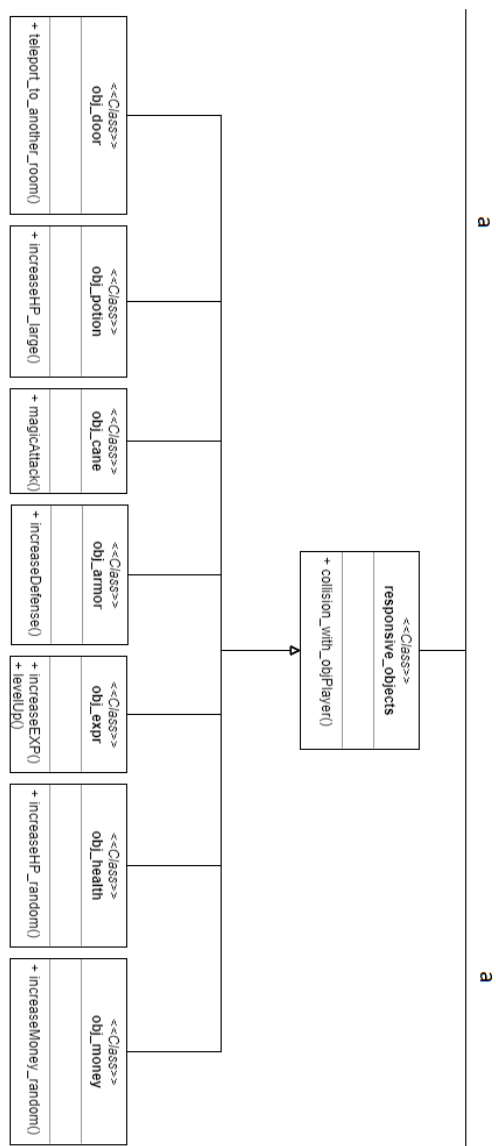 a
a
<<Class>>
responsive_objects
+ collision_with_objPlayer()
<<Class>>
obj_door
+ teleport_to_another_room()
<<Class>>
obj_potion
+ increaseHP_large()
<<Class>>
obj_cane
+ magicAttack()
<<Class>>
obj_armor
+ increaseDefense()
<<Class>>
obj_expr
+ increaseEXP()
+ levelUp()
<<Class>>
obj_health
+ increaseHP_random()
<<Class>>
obj_money
+ increaseMoney_random()